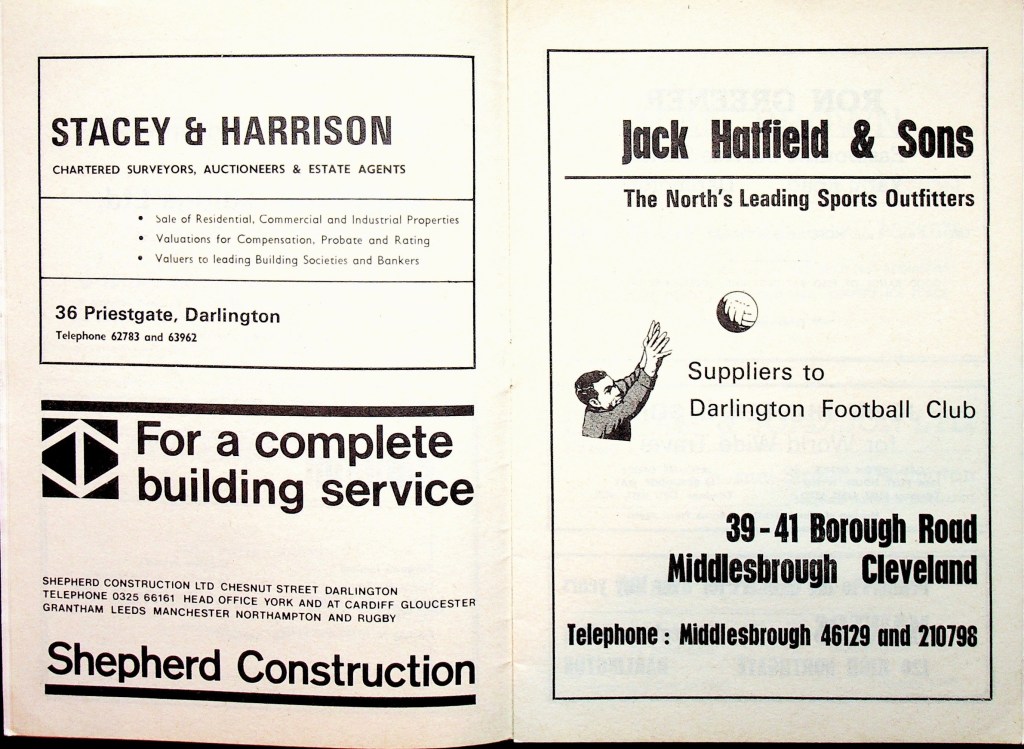 STACEY & HARRISON
CHARTERED SURVEYORS, AUCTIONEERS & ESTATE AGENTS
• Sale of Residential, Commercial and Industrial Properties
• Valuations for Compensation, Probate and Rating
• Valuers to leading Building Societies and Bankers
36 Priestgate, Darlington
Telephone 62783 and 63962
For a complete
building service
SHEPHERD CONSTRUCTION LTD CHESNUT STREET DARLINGTON
TELEPHONE 0325 66161 HEAD OFFICE YORK AND AT CARDIFF GLOUCESTER
GRANTHAM LEEDS MANCHESTER NORTHAMPTON AND RUGBY
Shepherd Construction
Jack Hatfield & Sons
The North's Leading Sports Outfitters
Suppliers to
Darlington Football Club
39-41 Borough Road
Middlesbrough Cleveland
Telephone: Middlesbrough 46129 and 210798